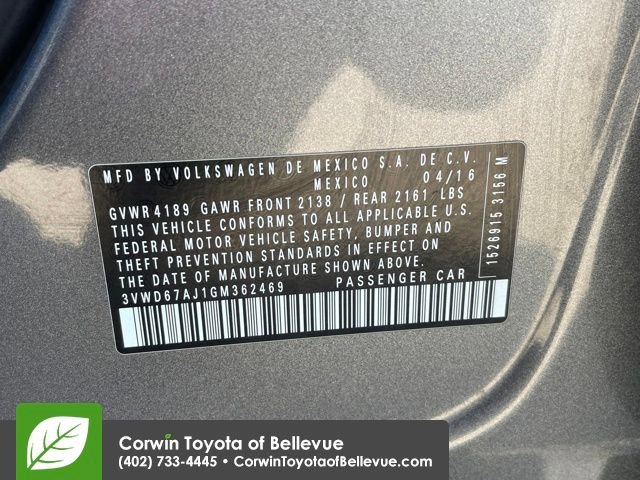 MFD BY VOLKSWAGEN DE MEXICO S.A. DE C.V.
MEXICO 04/16
GVWR 4189 GAWR FRONT 2138 / REAR 2161 LBS
THIS VEHICLE CONFORMS TO ALL APPLICABLE U.S.
FEDERAL MOTOR VEHICLE SAFETY, BUMPER AND
THEFT PREVENTION STANDARDS IN EFFECT ON
THE DATE OF MANUFACTURE SHOWN ABOVE.
3VWD67AJ1GM362469 PASSENGER CAR
1526915 3156 M
Corwin Toyota of Bellevue
(402) 733-4445 - CorwinToyotaofBellevue.com